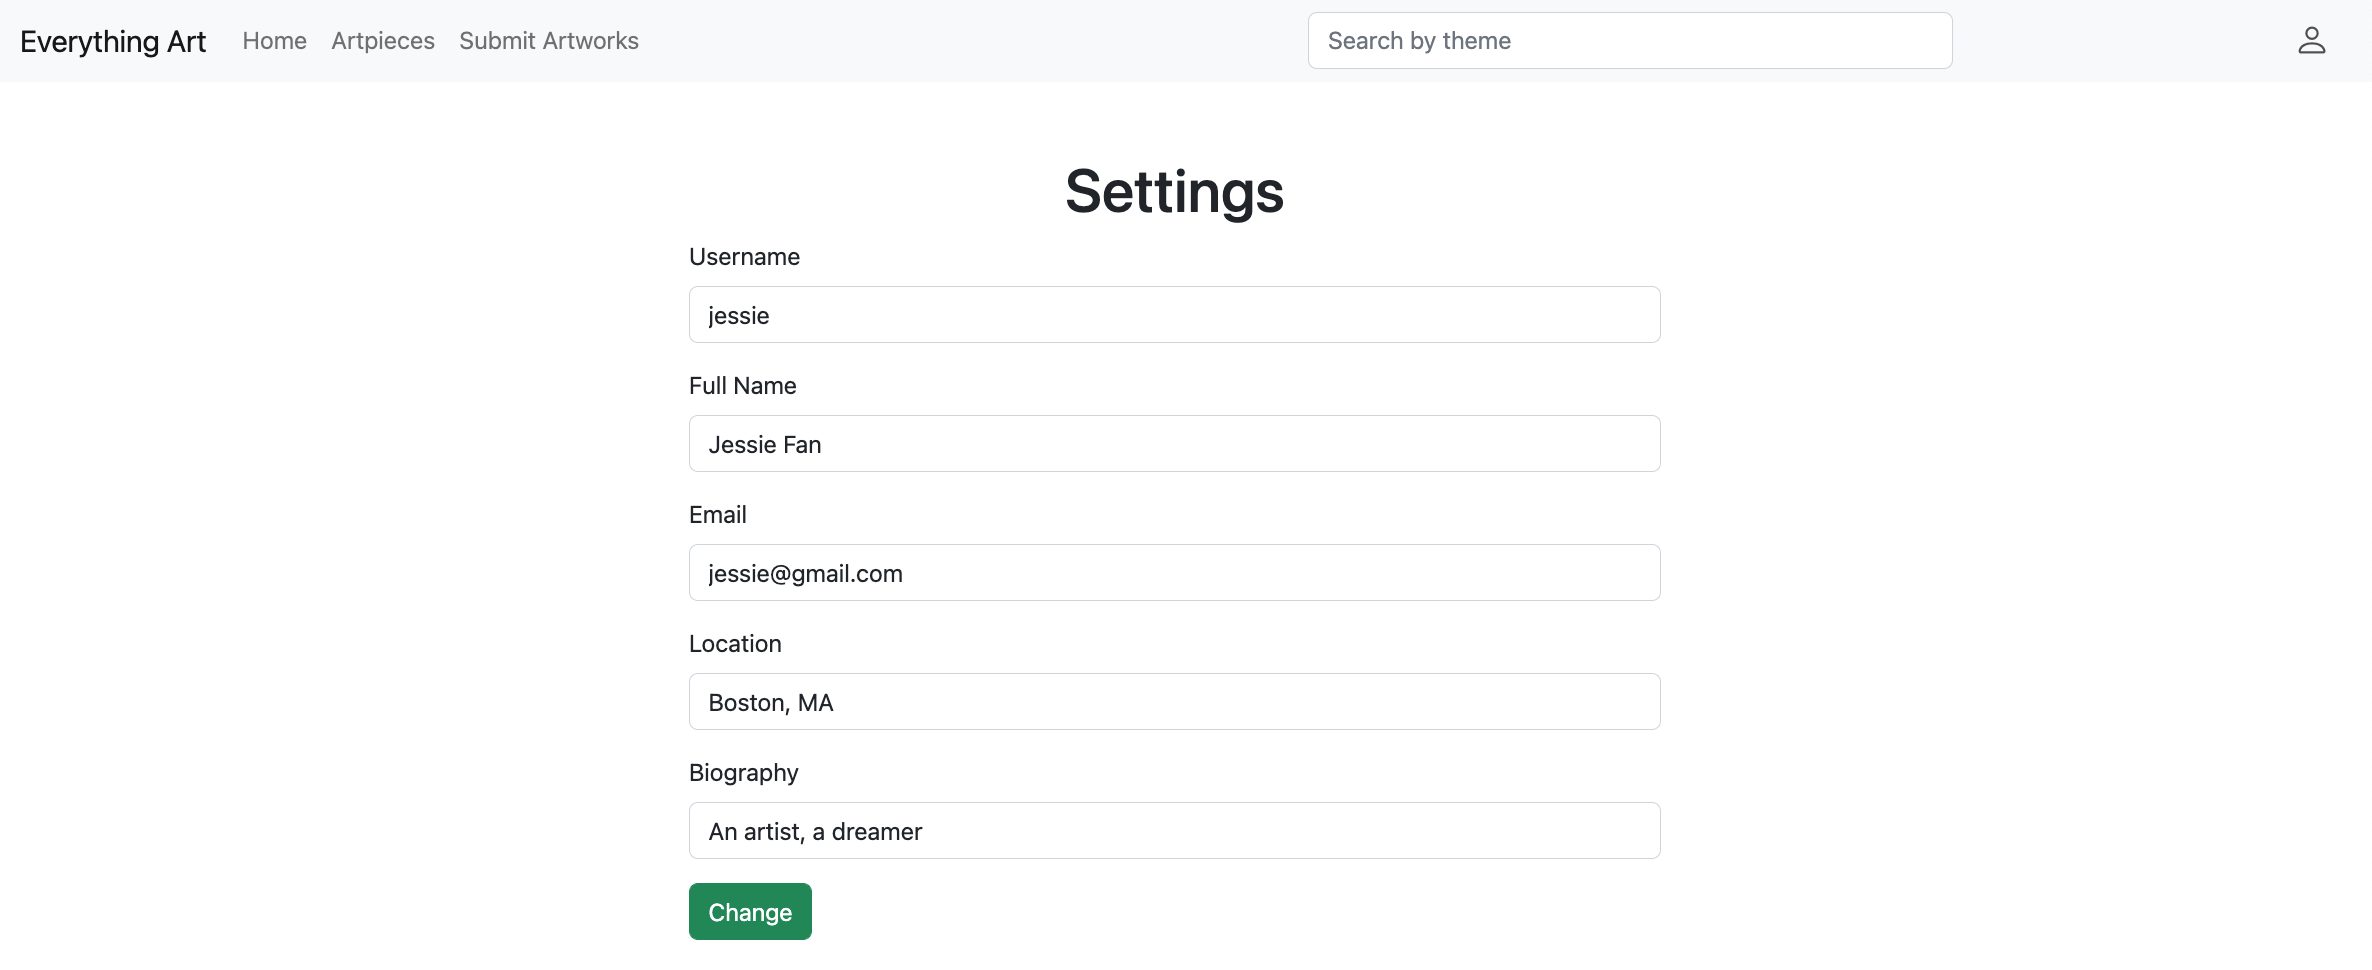 Everything Art Home Artpieces Submit Artworks Search by theme
Settings
Username
jessie
Full Name
Jessie Fan
Email
jessie@gmail.com
Location
Boston, MA
Biography
An artist, a dreamer
Change